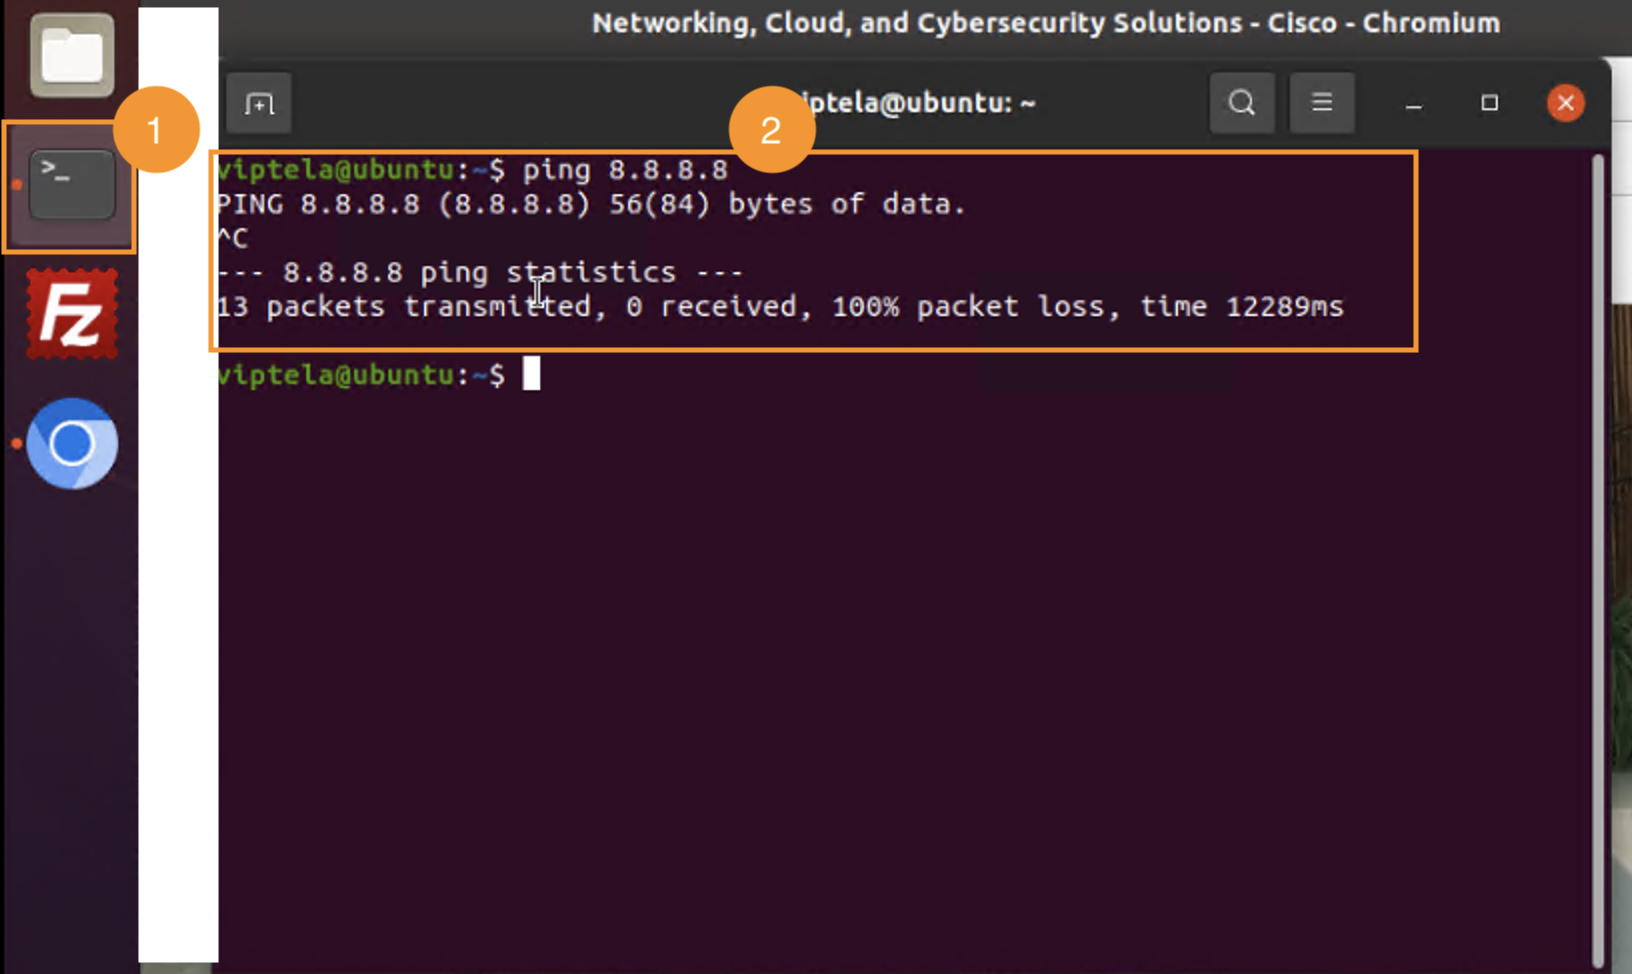 Networking, Cloud, and Cybersecurity Solutions - Cisco - Chromium
1
2
iptela@ubuntu: ~
>_
viptela@ubuntu:~$ ping 8.8.8.8
PING 8.8.8.8 (8.8.8.8) 56(84) bytes of data.
^C
--- 8.8.8.8 ping statistics ---
13 packets transmitted, 0 received, 100% packet loss, time 12289ms
Fz
viptela@ubuntu:~$